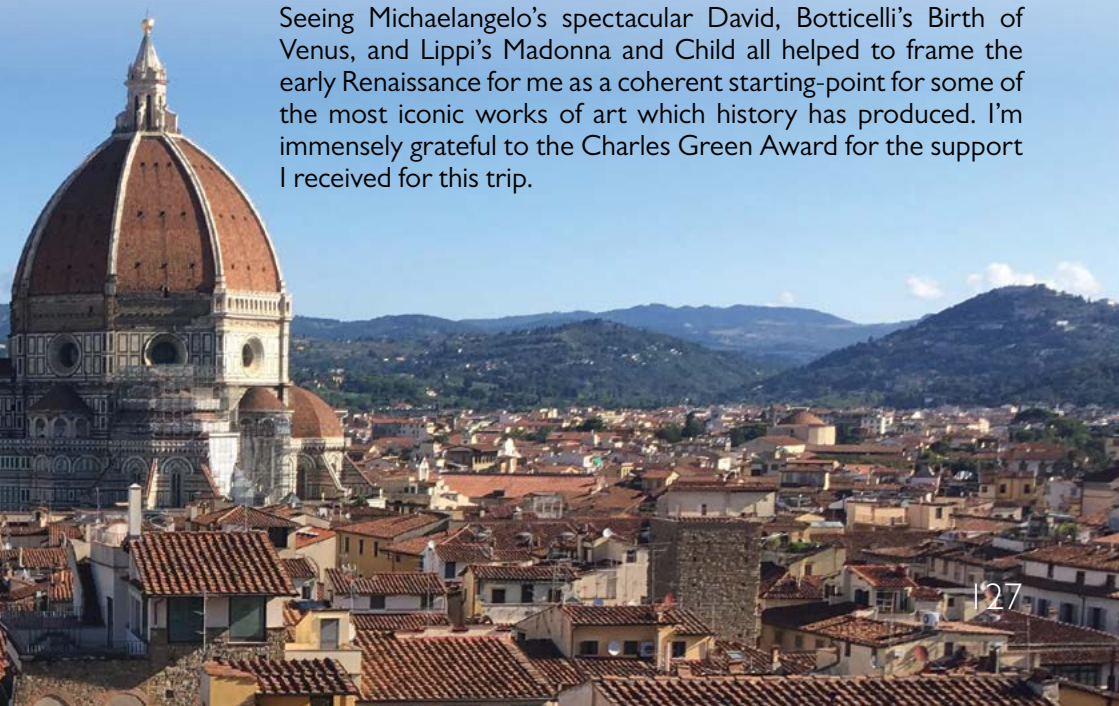 Seeing Michaelangelo’s spectacular David, Botticelli’s Birth of
Venus, and Lippi’s Madonna and Child all helped to frame the
early Renaissance for me as a coherent starting-point for some of
the most iconic works of art which history has produced. I’m
immensely grateful to the Charles Green Award for the support
I received for this trip.
127